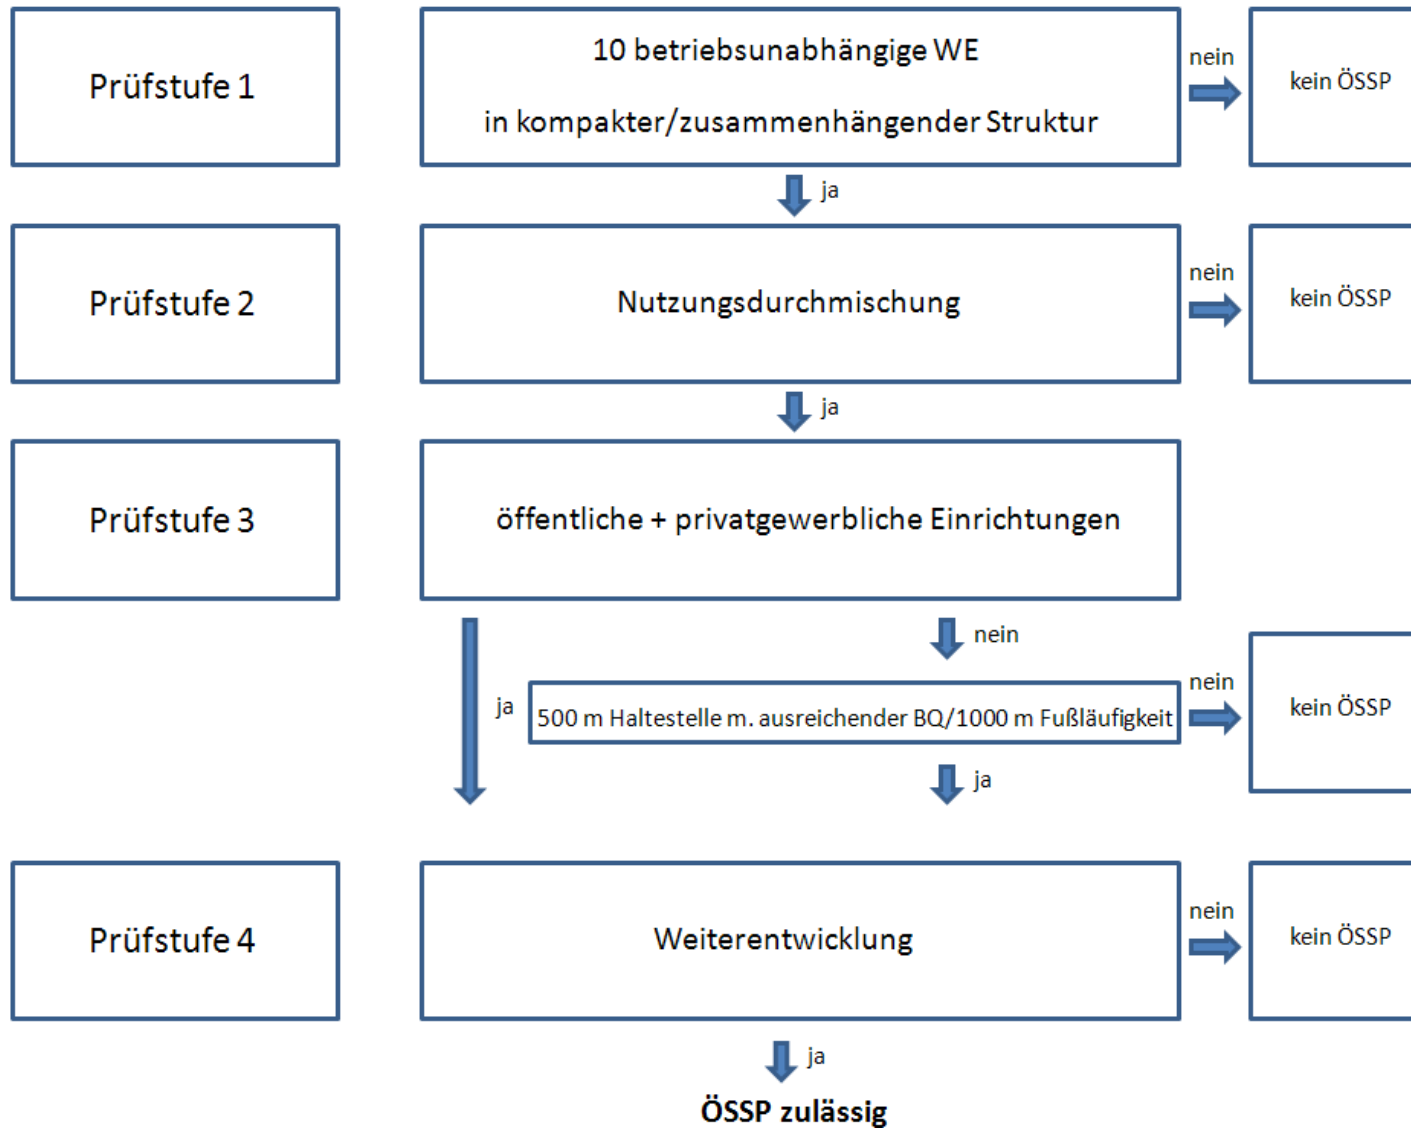 Prüfstufe 1
10 betriebsunabhängige WE
in kompakter/zusammenhängender Struktur
nein
kein ÖSSP
ja
Prüfstufe 2
Nutzungsdurchmischung
nein
kein ÖSSP
ja
Prüfstufe 3
öffentliche + privatgewerbliche Einrichtungen
nein
ja
500 m Haltestelle m. ausreichender BQ/1000 m Fußläufigkeit
nein
kein ÖSSP
ja
Prüfstufe 4
Weiterentwicklung
nein
kein ÖSSP
ja
ÖSSP zulässig